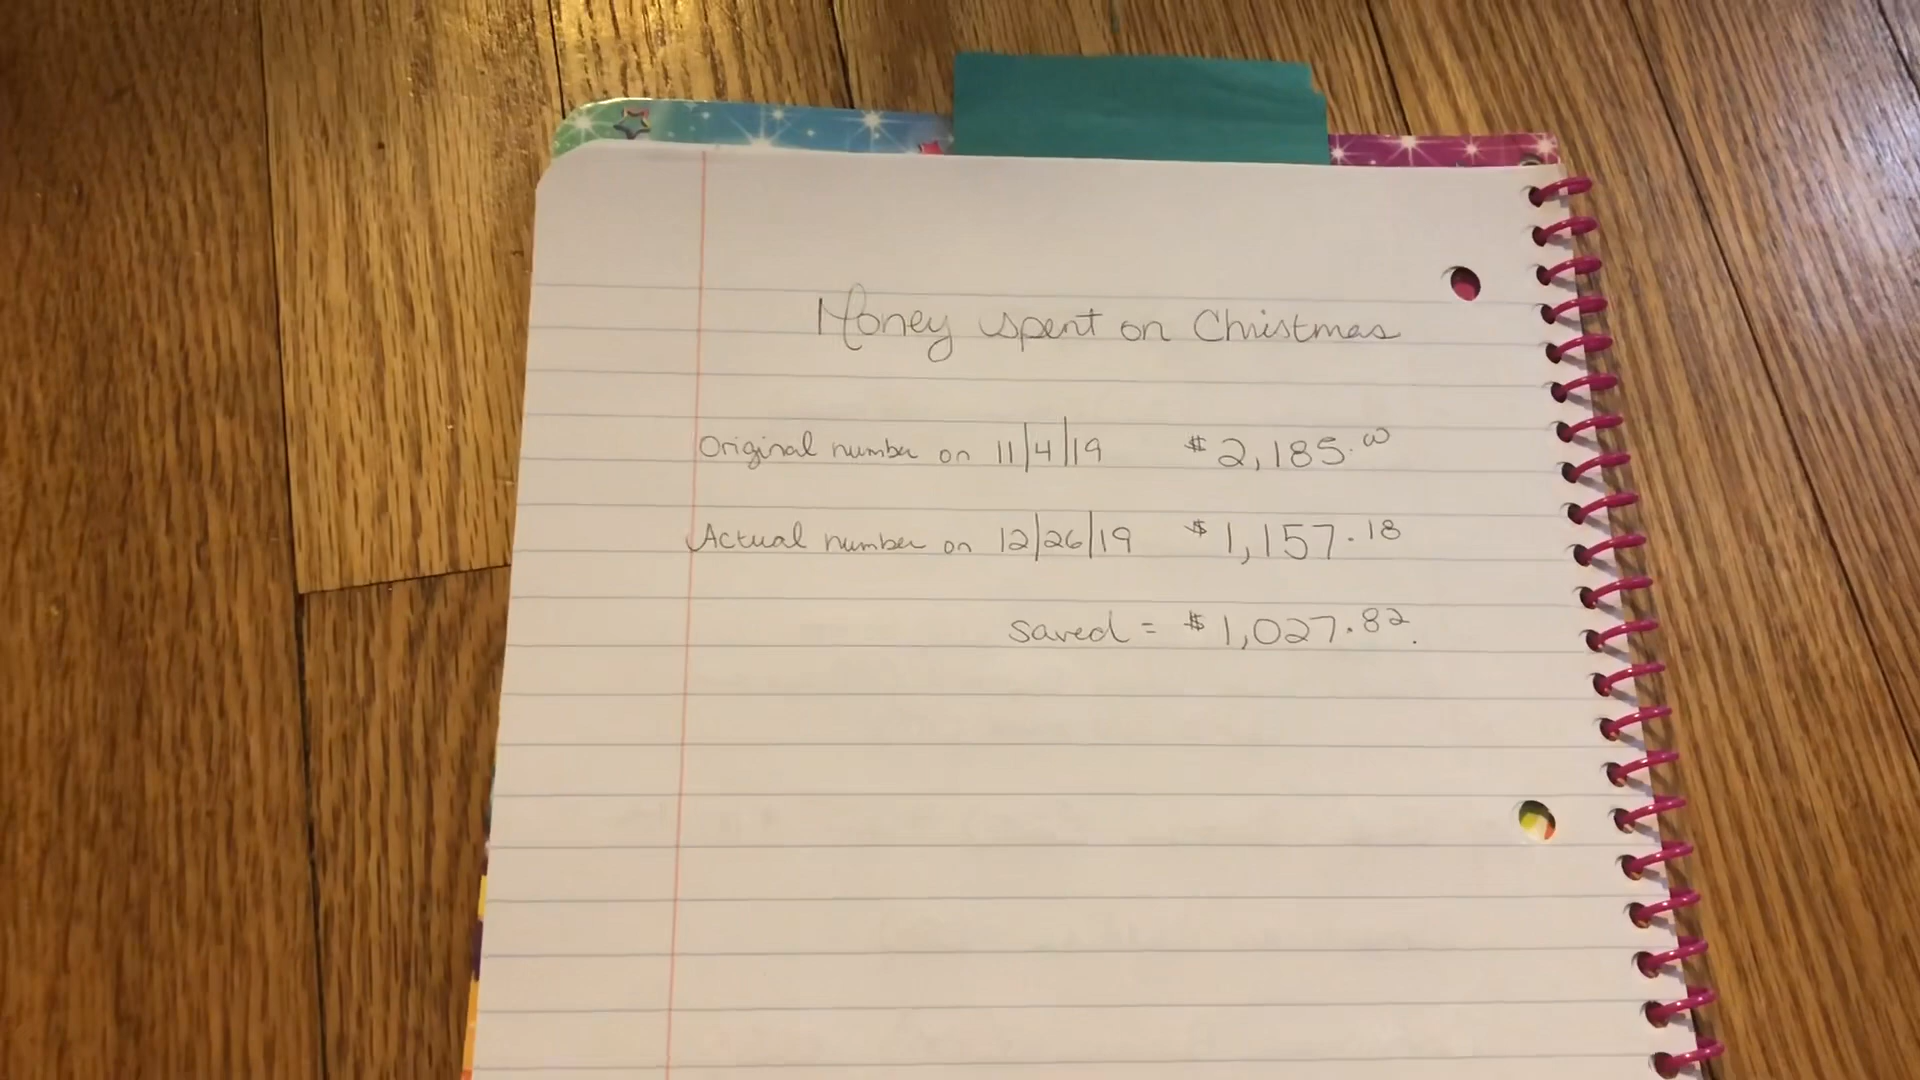 Money spent on Christmas
Original number on 11/4/19 $2,185.00
Actual number on 12/26/19 $1,157.18
saved = $1,027.82.